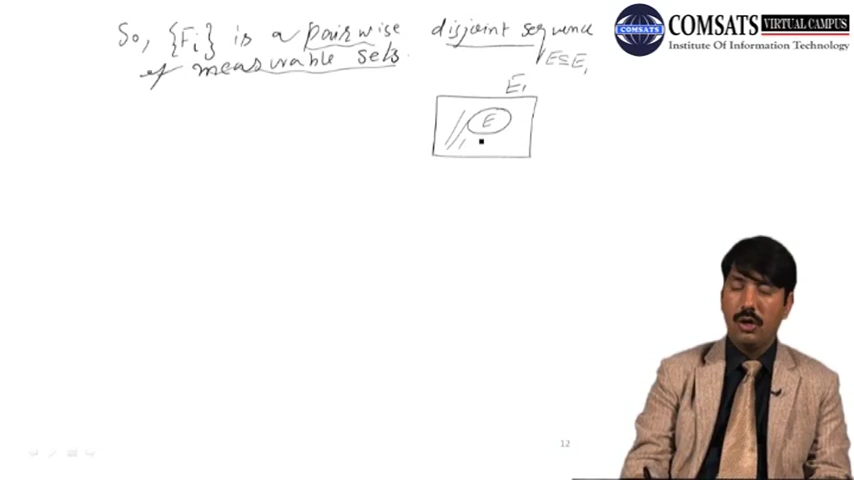 So, {Fi} is a pairwise disjoint sequence
of measurable sets.
E⊆E₁
E₁
E
COMSATS VIRTUAL CAMPUS
Institute Of Information Technology
COMSATS
12